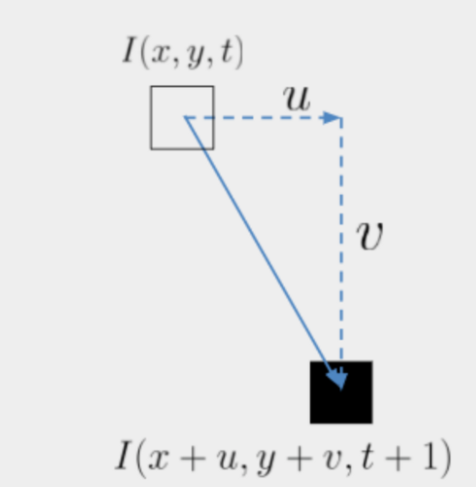 I(x, y, t)
u
v
I(x + u, y + v, t + 1)